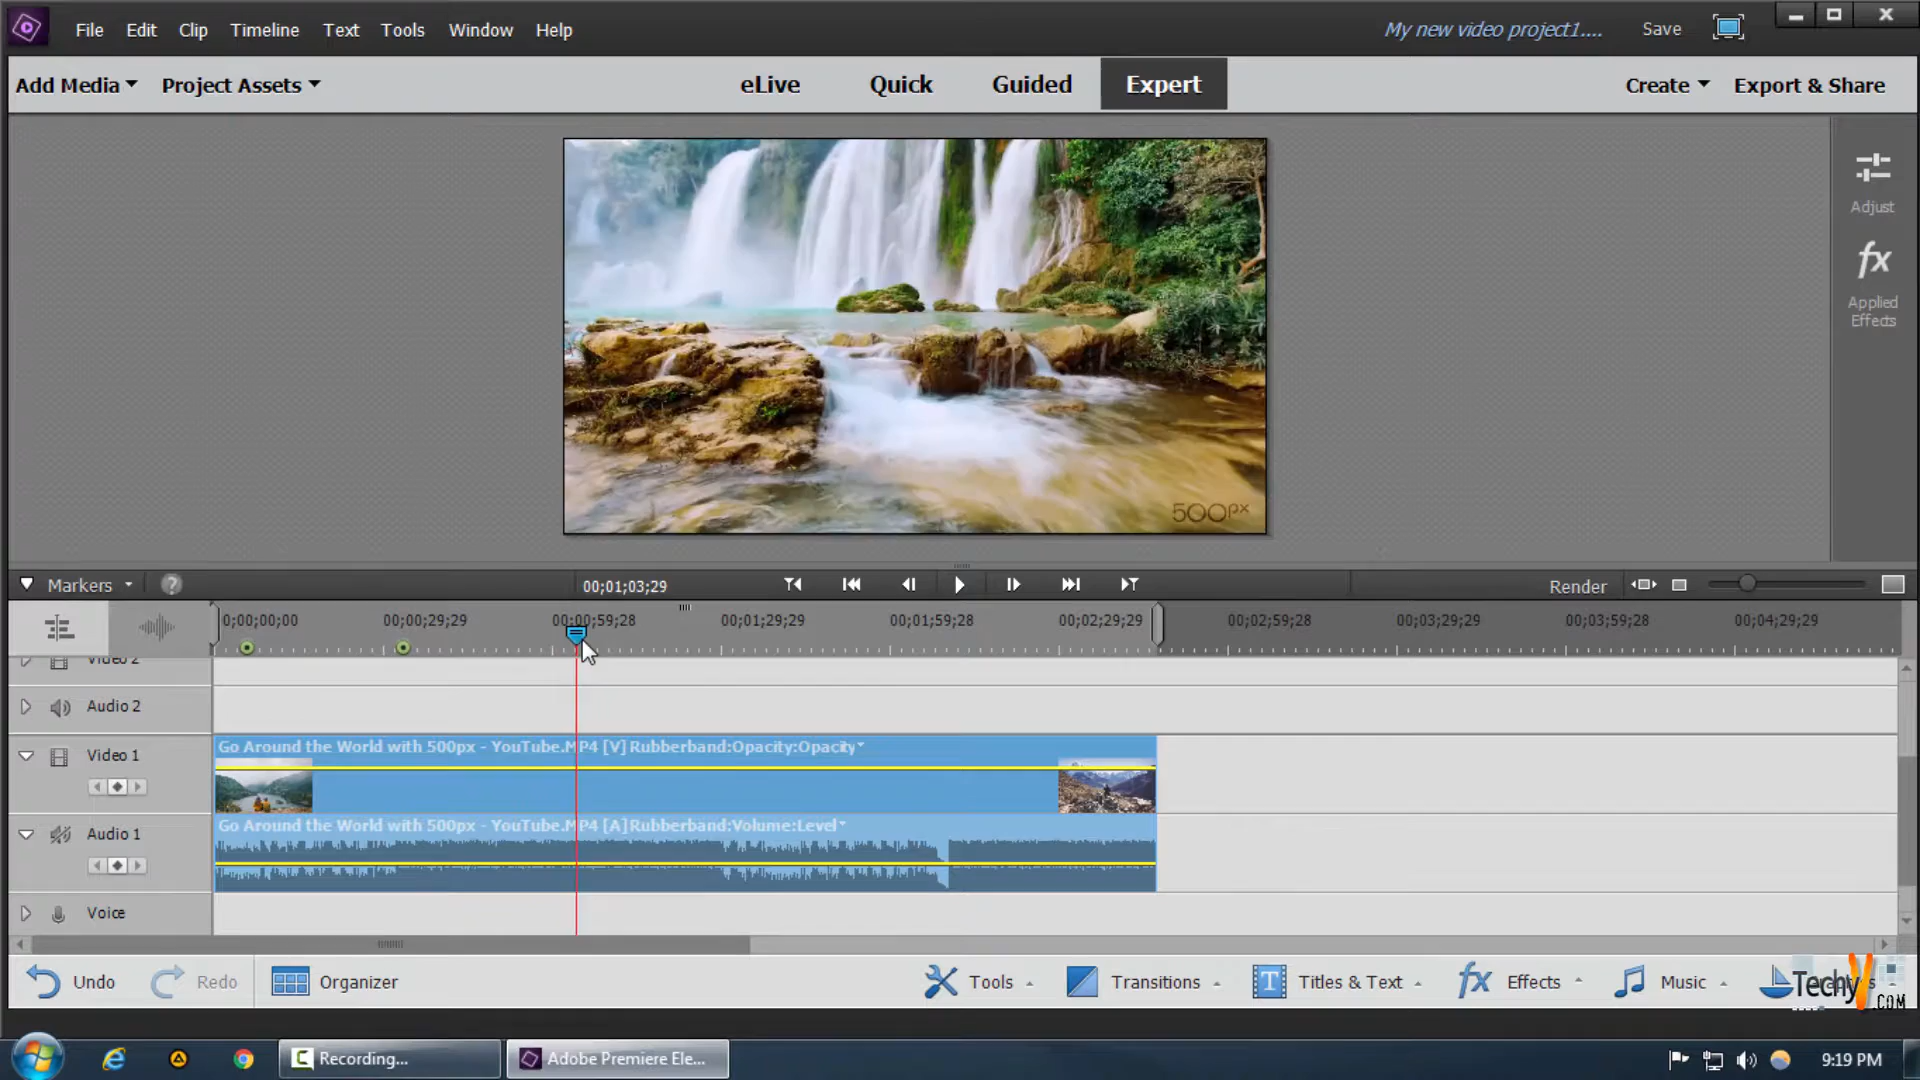 File Edit Clip Timeline Text Tools Window Help My new video project1.... Save
Add Media Project Assets eLive Quick Guided Expert Create Export & Share
Adjust
fx
Applied
Effects
500px
Markers ? 00;01;03;29 Render
0;00;00;00 00;00;29;29 00;00;59;28 00;01;29;29 00;01;59;28 00;02;29;29 00;02;59;28 00;03;29;29 00;03;59;28 00;04;29;29
Video 2
Audio 2
Video 1 Go Around the World with 500px - YouTube.MP4 [V] Rubberband:Opacity:Opacity
Audio 1 Go Around the World with 500px - YouTube.MP4 [A] Rubberband:Volume:Level
Voice
Undo Redo Organizer Tools Transitions T Titles & Text fx Effects Music TechyV.COM
Recording... Adobe Premiere Ele... 9:19 PM